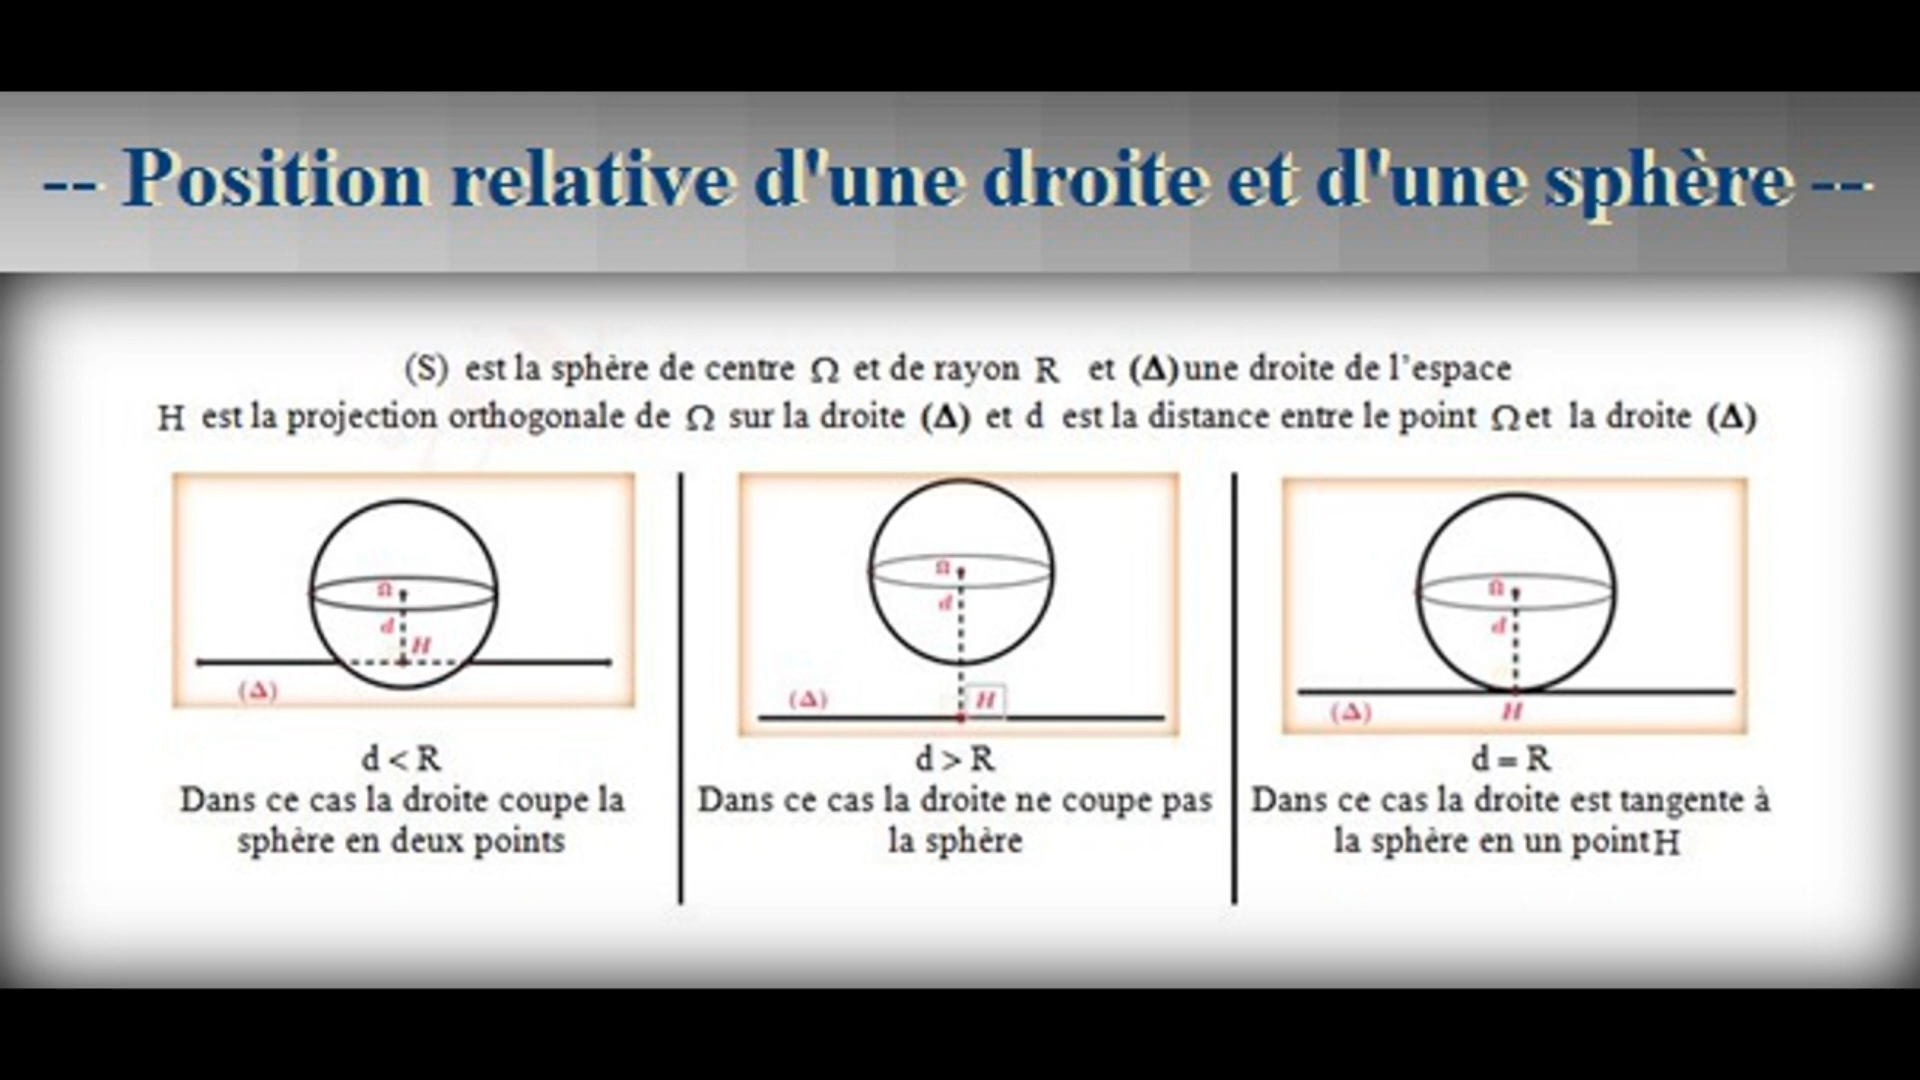 -- Position relative d'une droite et d'une sphère --
(S) est la sphère de centre Ω et de rayon R et (Δ) une droite de l'espace
H est la projection orthogonale de Ω sur la droite (Δ) et d est la distance entre le point Ω et la droite (Δ)
Ω
d
H
(Δ)
d < R
Dans ce cas la droite coupe la
sphère en deux points
Ω
d
(Δ)
H
d > R
Dans ce cas la droite ne coupe pas
la sphère
Ω
d
(Δ)
H
d = R
Dans ce cas la droite est tangente à
la sphère en un point H